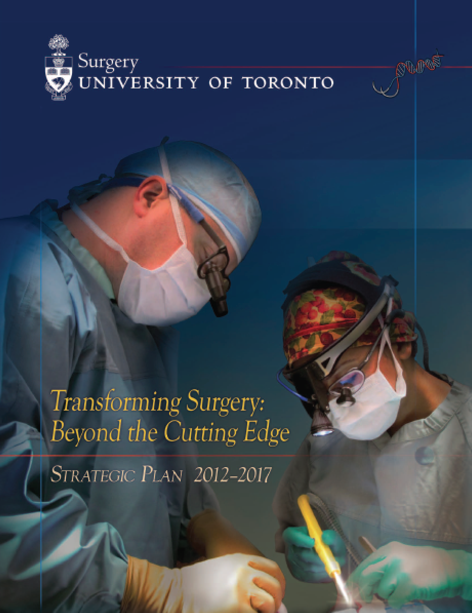 Surgery
UNIVERSITY OF TORONTO
Transforming Surgery:
Beyond the Cutting Edge
STRATEGIC PLAN 2012–2017